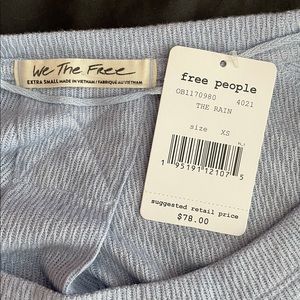 We The Free
EXTRA SMALL MADE IN VIETNAM / FABRIQUÉ AU VIETNAM.
free people
OB1170980 4021
THE RAIN
size XS
1 95191 12107 5
suggested retail price
$78.00